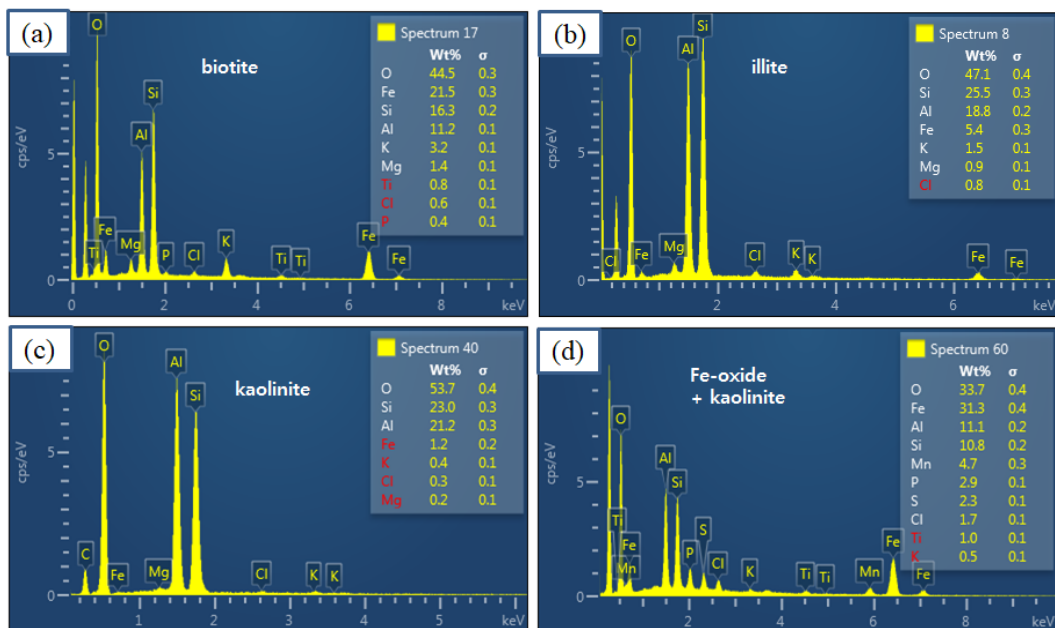 (a)
Spectrum 17
Wt% σ
O 44.5 0.3
Fe 21.5 0.3
Si 16.3 0.2
Al 11.2 0.1
K 3.2 0.1
Mg 1.4 0.1
Ti 0.8 0.1
Cl 0.6 0.1
P 0.4 0.1
biotite
cps/eV
5
0
O
Si
Al
Fe
Ti
Mg
P
Cl
K
Ti
Ti
Fe
Fe
0 2 4 6 8 keV
(b)
Spectrum 8
Wt% σ
O 47.1 0.4
Si 25.5 0.3
Al 18.8 0.2
Fe 5.4 0.3
K 1.5 0.1
Mg 0.9 0.1
Cl 0.8 0.1
illite
cps/eV
5
0
Si
O
Al
Cl
Fe
Mg
Cl
K
K
Fe
Fe
2 4 6 keV
(c)
Spectrum 40
Wt% σ
O 53.7 0.4
Si 23.0 0.3
Al 21.2 0.3
Fe 1.2 0.2
K 0.4 0.1
Cl 0.3 0.1
Mg 0.2 0.1
kaolinite
cps/eV
5
0
O
Al
Si
C
Fe
Mg
Cl
K
K
1 2 3 4 5 keV
(d)
Spectrum 60
Wt% σ
O 33.7 0.4
Fe 31.3 0.4
Al 11.1 0.2
Si 10.8 0.2
Mn 4.7 0.3
P 2.9 0.1
S 2.3 0.1
Cl 1.7 0.1
Ti 1.0 0.1
K 0.5 0.1
Fe-oxide
+ kaolinite
cps/eV
5
0
O
Al
Si
Ti
Fe
Mn
P
S
Cl
K
Ti
Ti
Mn
Fe
Fe
2 4 6 8 keV